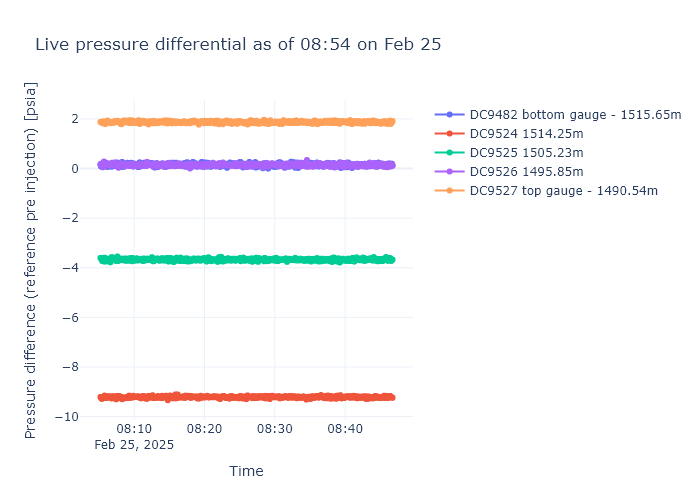 Live pressure differential as of 08:54 on Feb 25
Pressure difference (reference pre injection) [psia]
2
0
−2
−4
−6
−8
−10
08:10
Feb 25, 2025
08:20
08:30
08:40
Time
DC9482 bottom gauge - 1515.65m
DC9524 1514.25m
DC9525 1505.23m
DC9526 1495.85m
DC9527 top gauge - 1490.54m